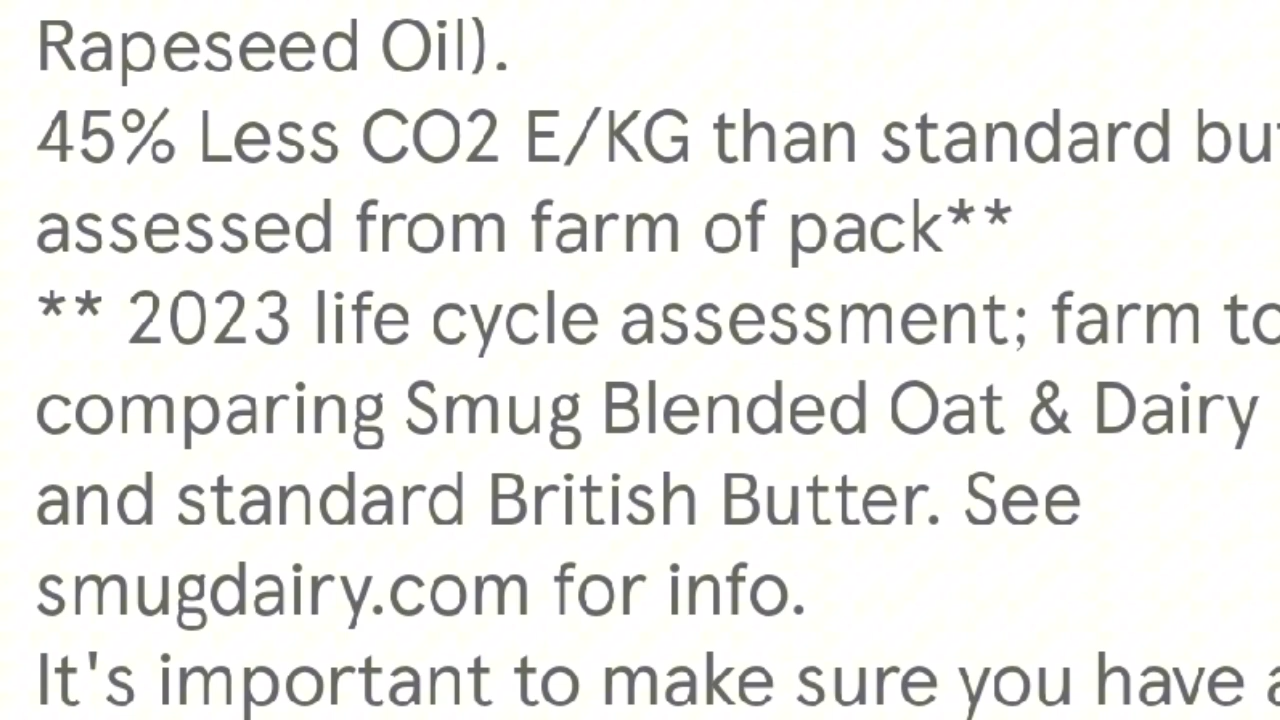 Rapeseed Oil).
45% Less CO2 E/KG than standard
assessed from farm of pack**
** 2023 life cycle assessment; farm
comparing Smug Blended Oat & Dairy
and standard British Butter. See
smugdairy.com for info.
It's important to make sure you have